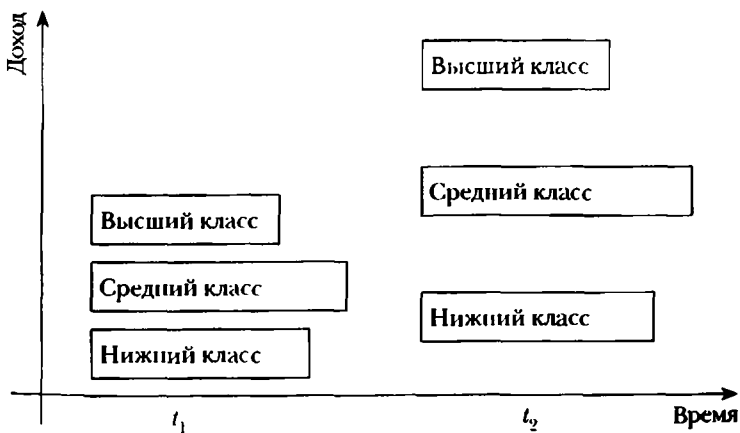 Доход
Высший класс
Средний класс
Высший класс
Средний класс
Нижний класс
Нижний класс
t₁
t₂
Время